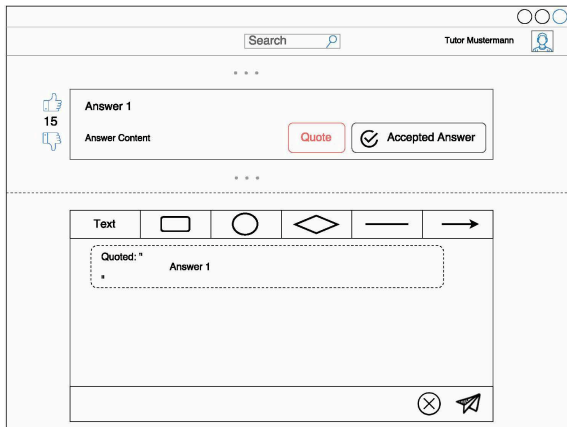 Search
Tutor Mustermann
Answer 1
15
Answer Content
Quote
Accepted Answer
Text
Quoted: "
Answer 1
"